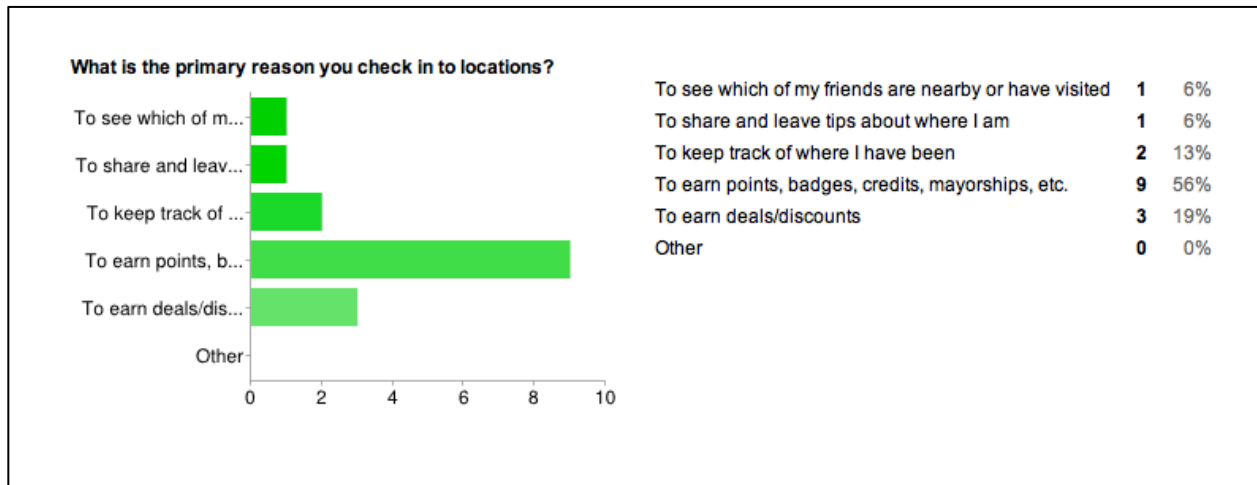 What is the primary reason you check in to locations?
To see which of m...
To share and leav...
To keep track of ...
To earn points, b...
To earn deals/dis...
Other
0 2 4 6 8 10
To see which of my friends are nearby or have visited 1 6%
To share and leave tips about where I am 1 6%
To keep track of where I have been 2 13%
To earn points, badges, credits, mayorships, etc. 9 56%
To earn deals/discounts 3 19%
Other 0 0%